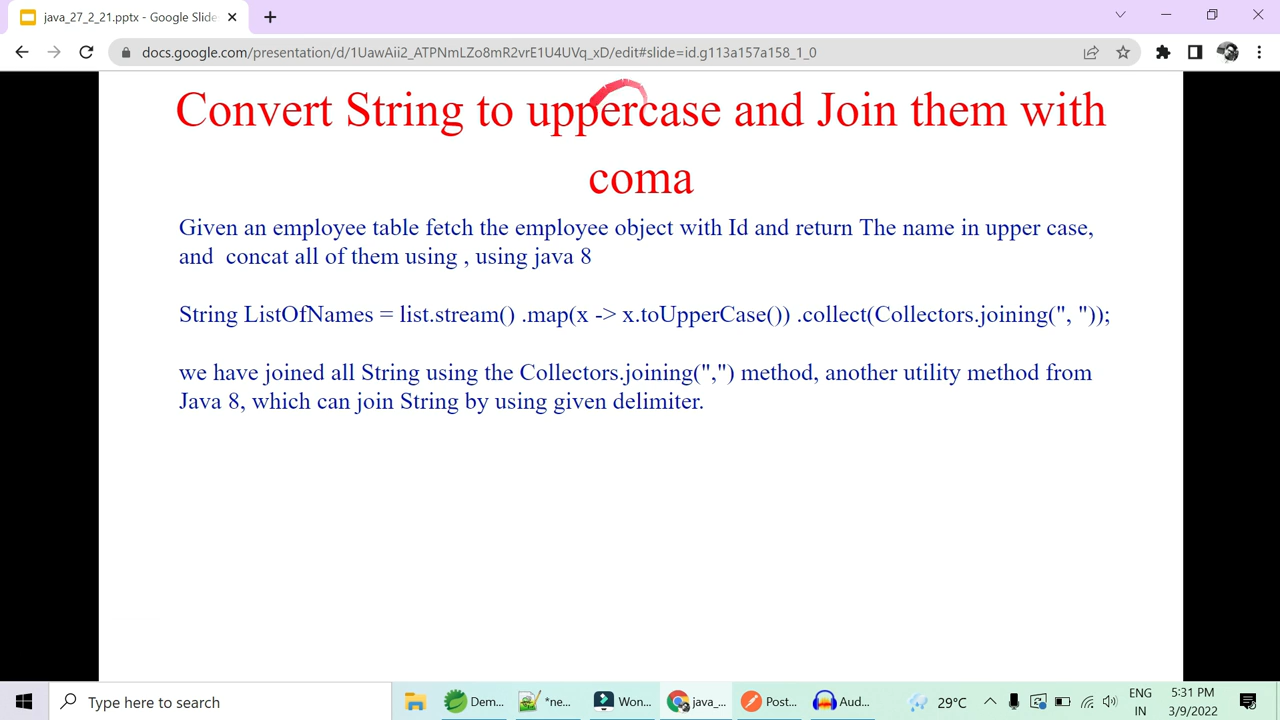 java_27_2_21.pptx - Google Slide
docs.google.com/presentation/d/1UawAii2_ATPNmLZo8mR2vrE1U4UVq_xD/edit#slide=id.g113a157a158_1_0
Convert String to uppercase and Join them with
coma
Given an employee table fetch the employee object with Id and return The name in upper case,
and concat all of them using , using java 8
String ListOfNames = list.stream() .map(x -> x.toUpperCase()) .collect(Collectors.joining(", "));
we have joined all String using the Collectors.joining(",") method, another utility method from
Java 8, which can join String by using given delimiter.
Type here to search Dem... *ne... Won... java_... Post... Aud... 29°C ENG 5:31 PM
IN 3/9/2022